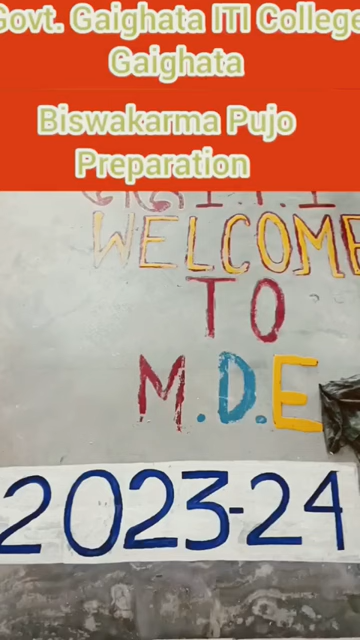 Govt. Gaighata ITI College
Gaighata
Biswakarma Pujo
Preparation
WELCOME
TO
M.D.E
2023-24